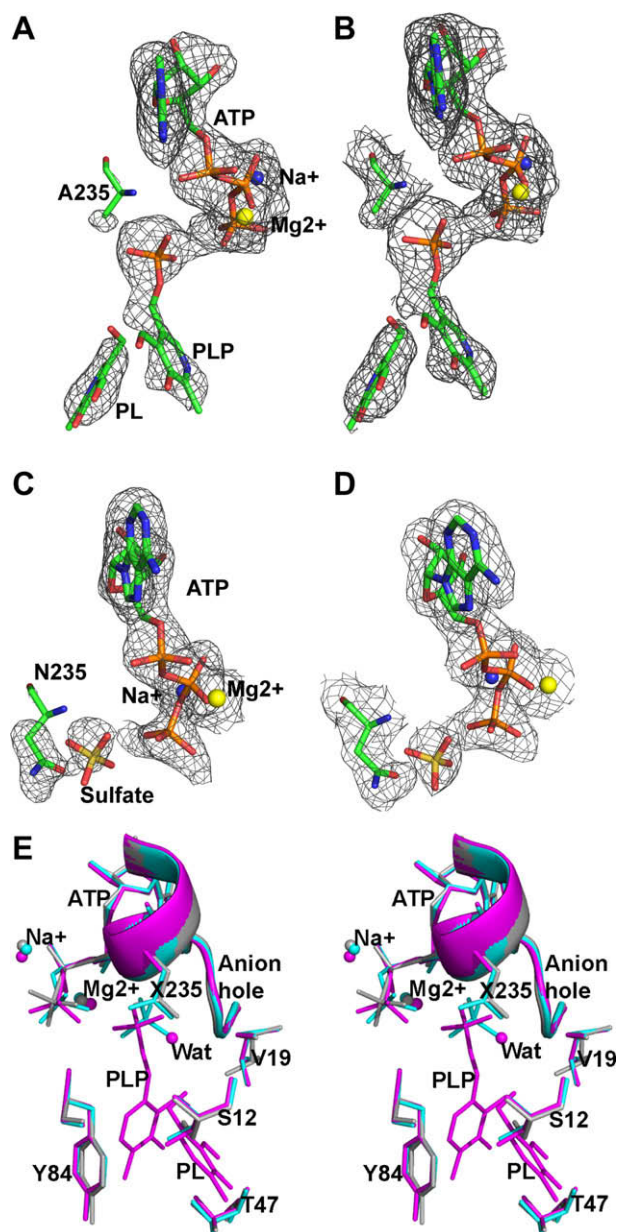 A
B
ATP
Na+
A235
Mg2+
PLP
PL
C
D
ATP
N235
Na+
Mg2+
Sulfate
E
ATP
Na+
Mg2+
X235
Anion
hole
Wat
V19
PLP
S12
Y84
PL
T47
ATP
Na+
Mg2+
X235
Anion
hole
Wat
V19
PLP
S12
Y84
PL
T47